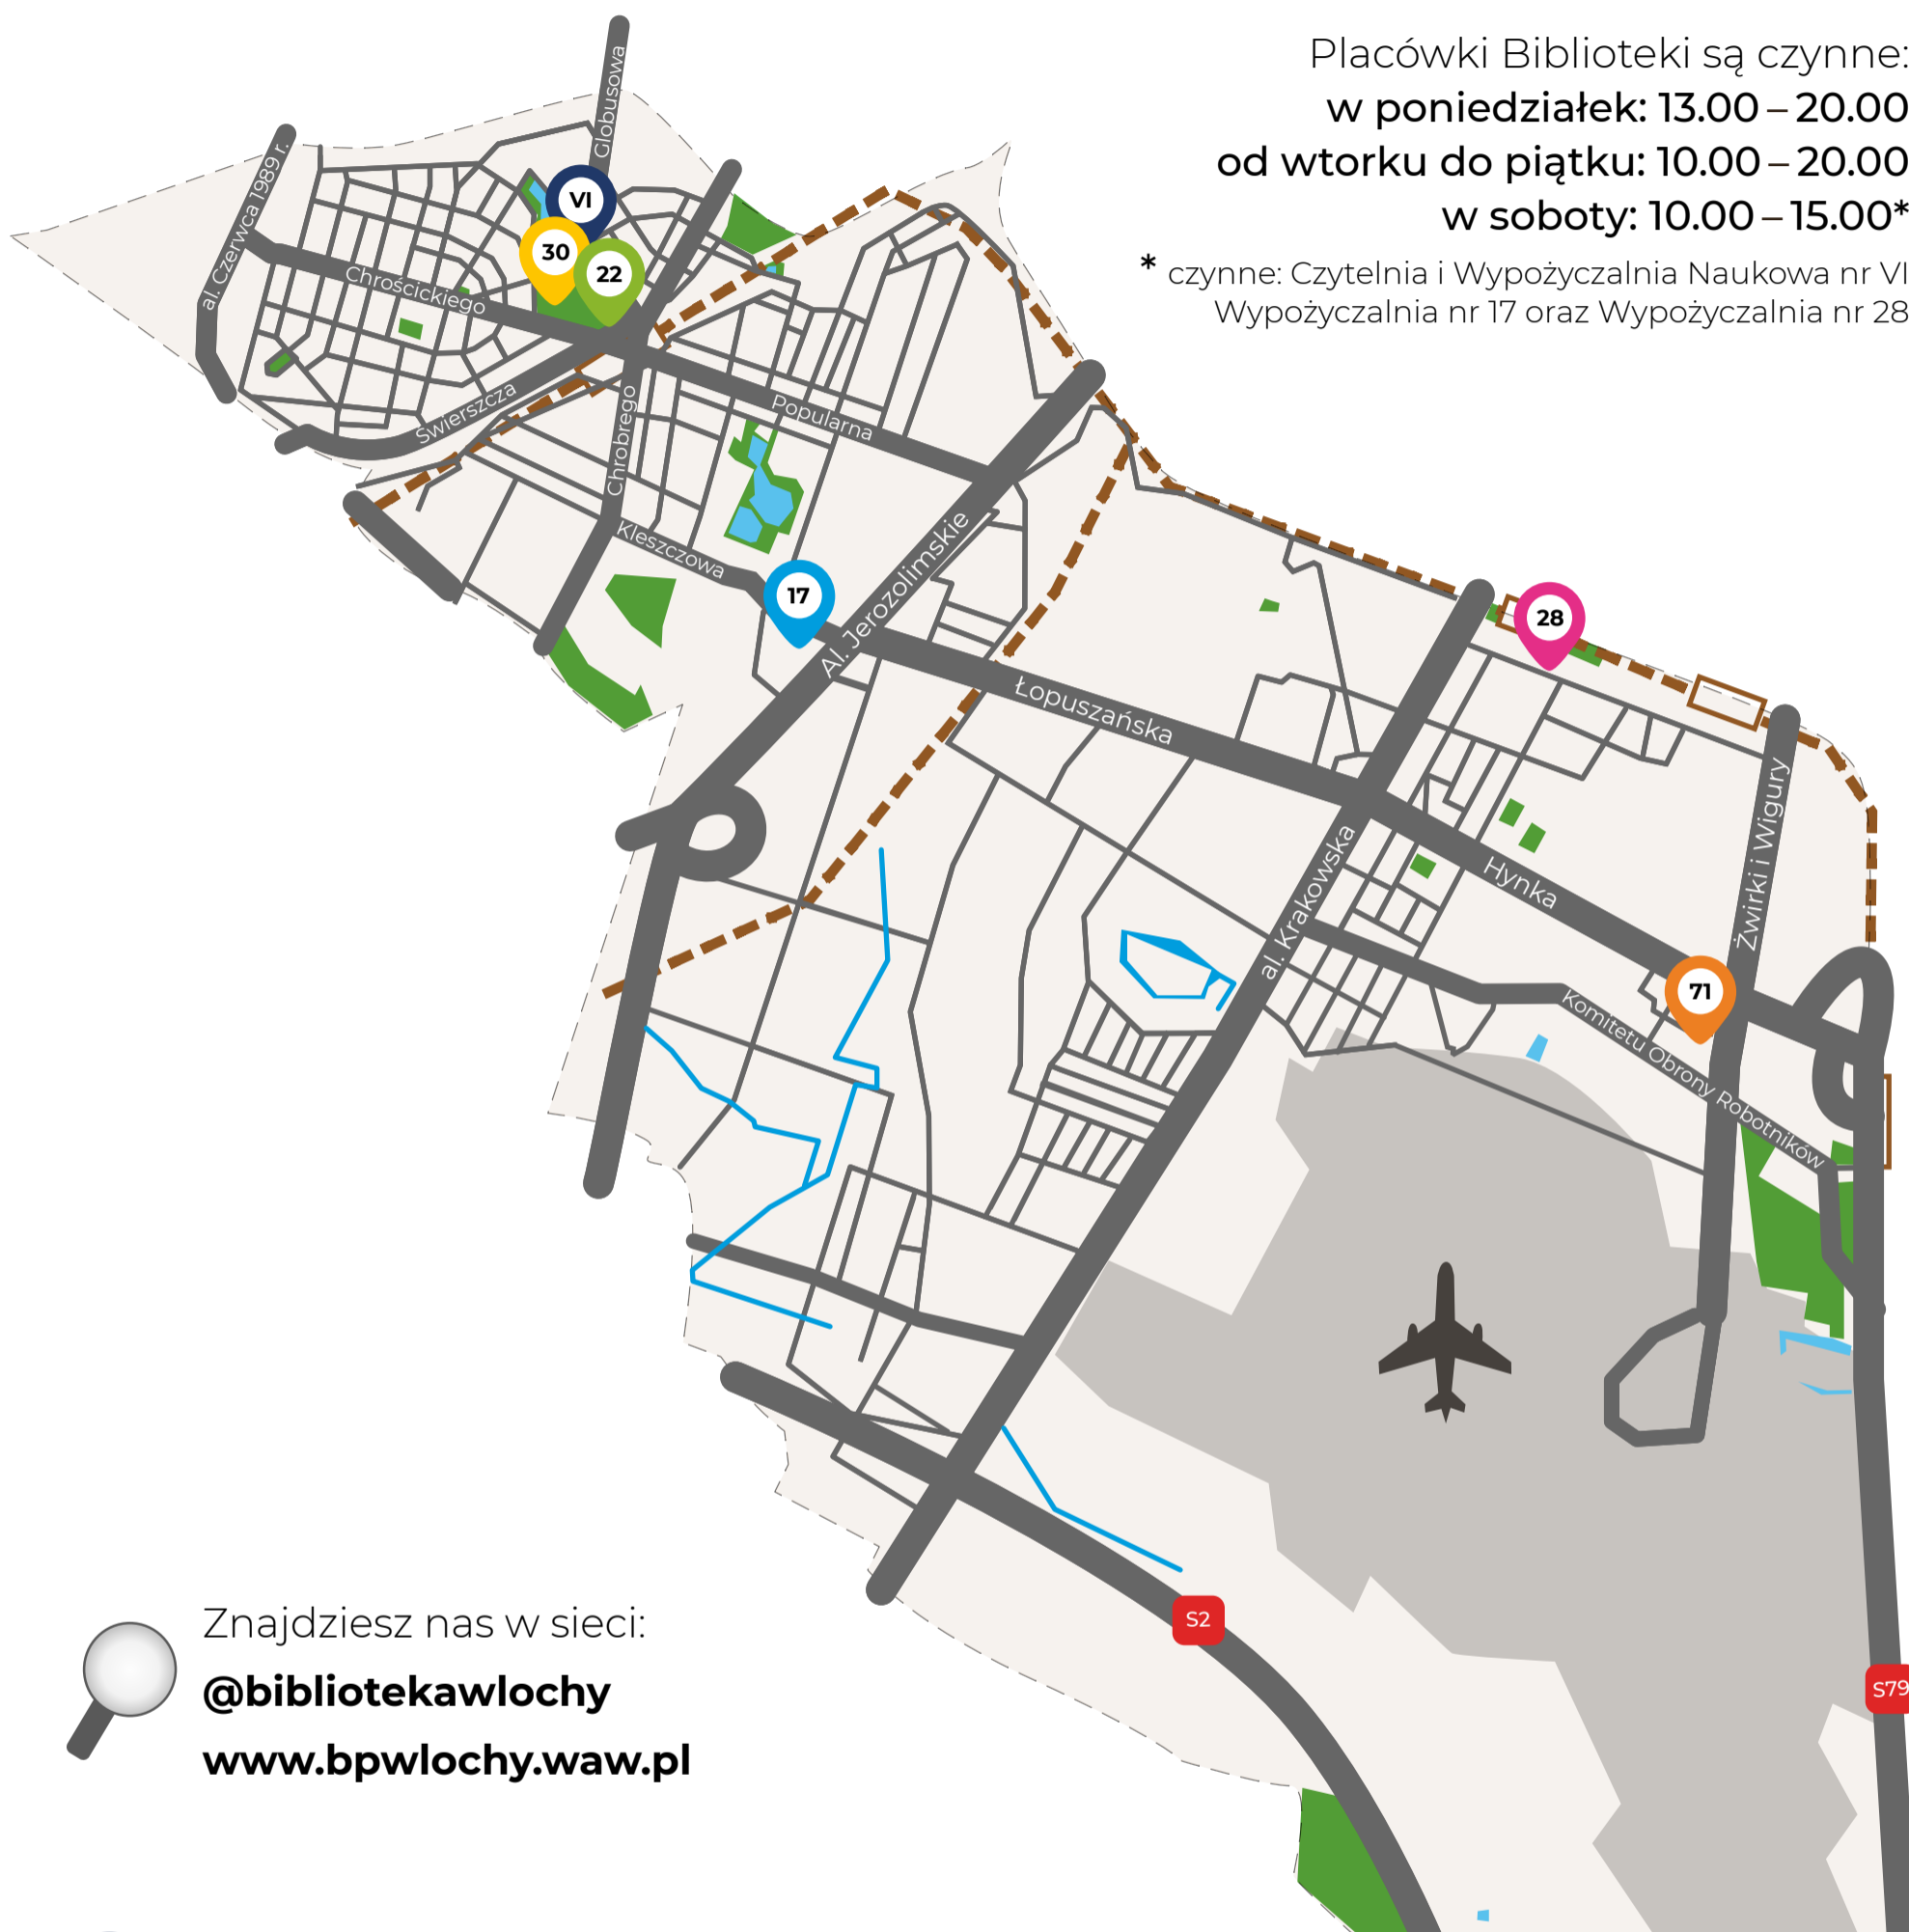 Placówki Biblioteki są czynne:
w poniedziałek: 13.00 – 20.00
od wtorku do piątku: 10.00 – 20.00
w soboty: 10.00 – 15.00*
* czynne: Czytelnia i Wypożyczalnia Naukowa nr VI
Wypożyczalnia nr 17 oraz Wypożyczalnia nr 28
Globusowa
al. Czerwca 1989 r.
VI
30
22
Chrościckiego
Świerszcza
Chrobrego
Popularna
Kleszczowa
17
Al. Jerozolimskie
28
Łopuszańska
Żwirki i Wigury
al. Krakowska
Hynka
71
Komitetu Obrony Robotników
S2
S79
Znajdziesz nas w sieci:
@bibliotekawlochy
www.bpwlochy.waw.pl